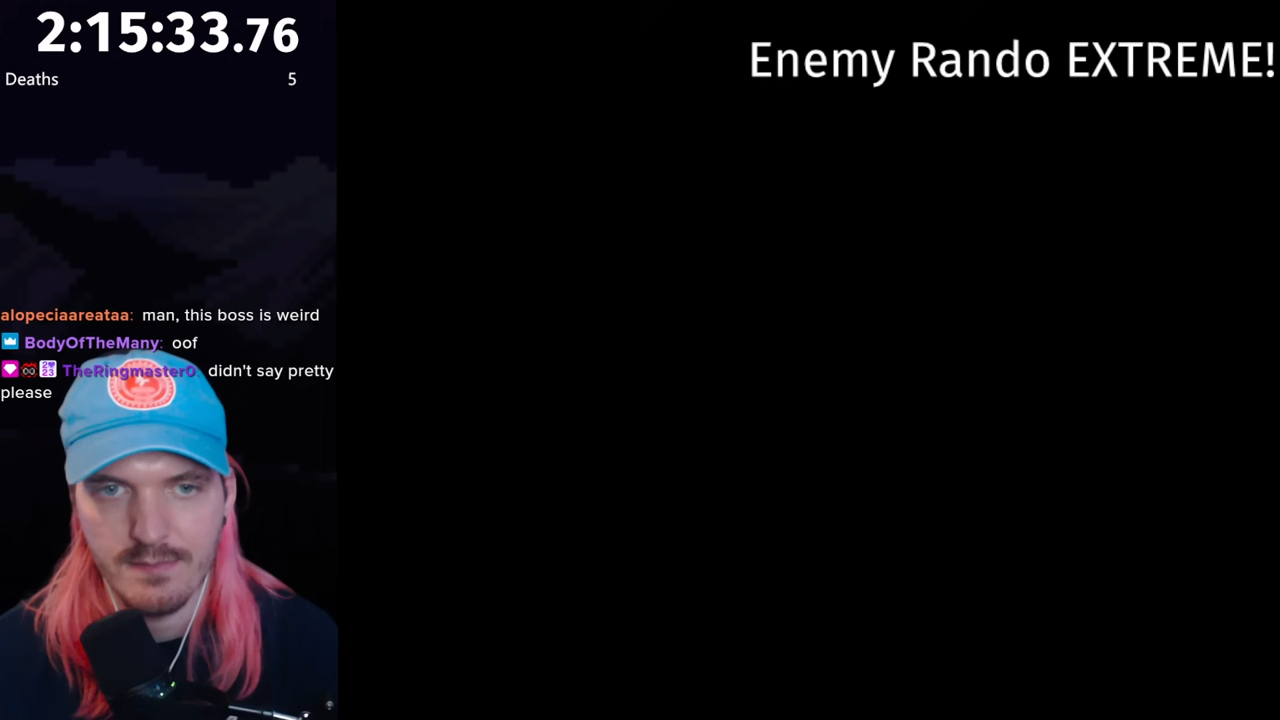 2:15:33.76
Deaths 5
Enemy Rando EXTREME!
alopeciaareataa: man, this boss is weird
BodyOfTheMany: oof
TheRingmaster0: didn't say pretty
please